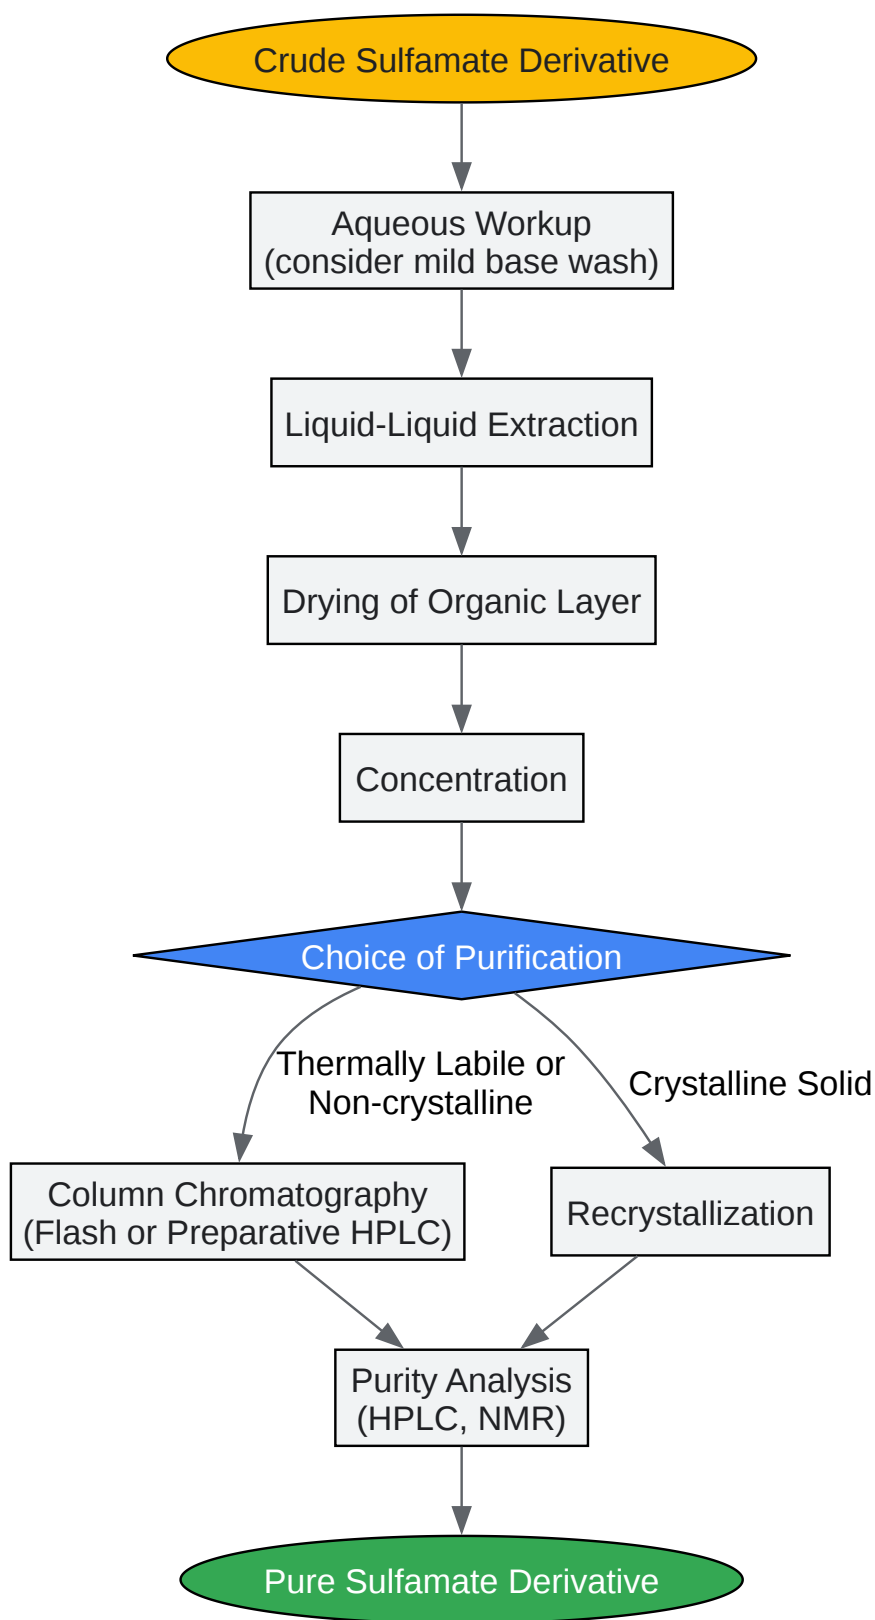 Crude Sulfamate Derivative
Aqueous Workup
(consider mild base wash)
Liquid-Liquid Extraction
Drying of Organic Layer
Concentration
Choice of Purification
Thermally Labile or
Non-crystalline
Crystalline Solid
Column Chromatography
(Flash or Preparative HPLC)
Recrystallization
Purity Analysis
(HPLC, NMR)
Pure Sulfamate Derivative